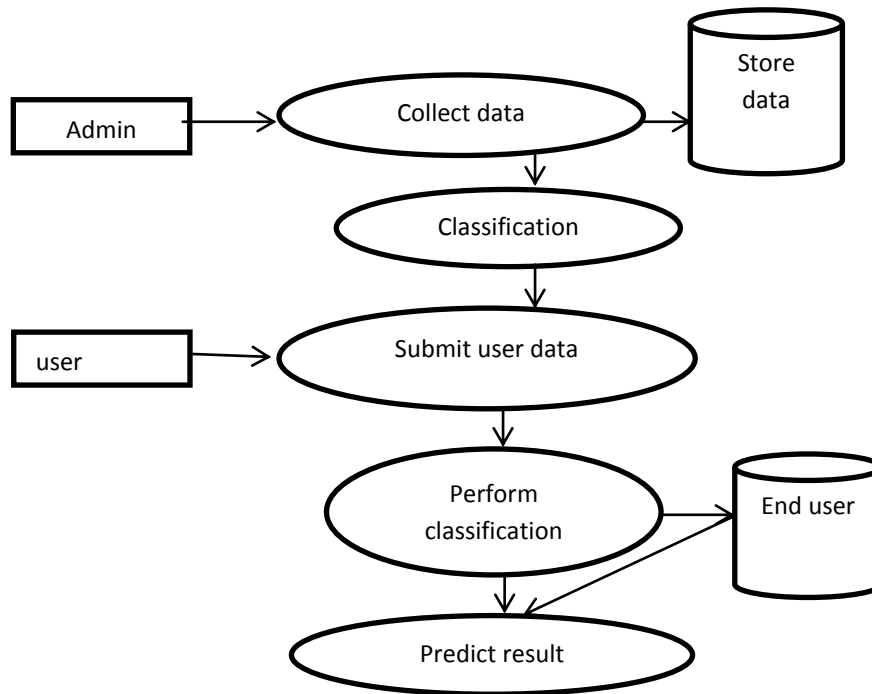 Store
data
Collect data
Admin
Classification
Submit user data
user
Perform
classification
End user
Predict result